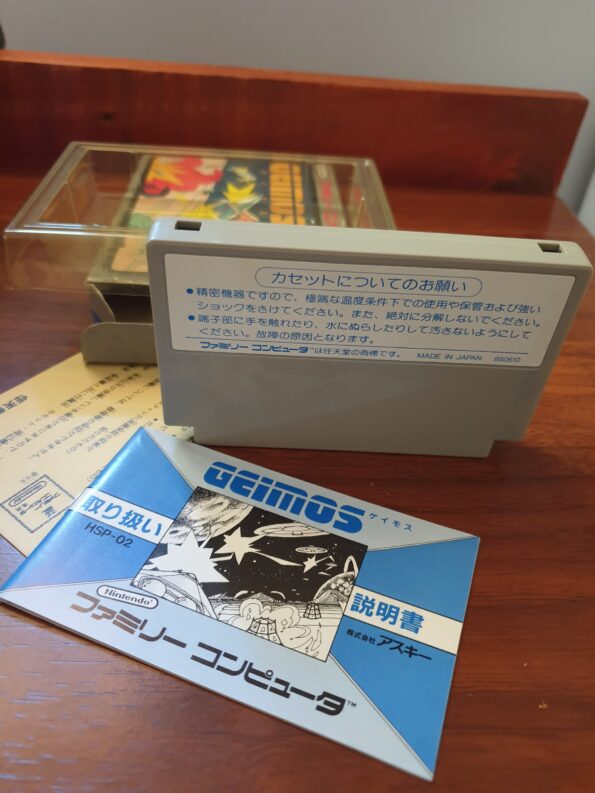 GEIMOS
カセットについてのお願い
●精密機器ですので、極端な温度条件下での使用や保管および強い
ショックをさけてください。また、絶対に分解しないでください。
●端子部に手を触れたり、水にぬらしたりして汚さないようにして
ください。故障の原因となります。
ファミリー コンピュータ™は任天堂の商標です。 MADE IN JAPAN 850610
GEIMOS ゲイモス
取り扱い
HSP-02
説明書
株式会社 アスキー
Nintendo
ファミリー コンピュータ™